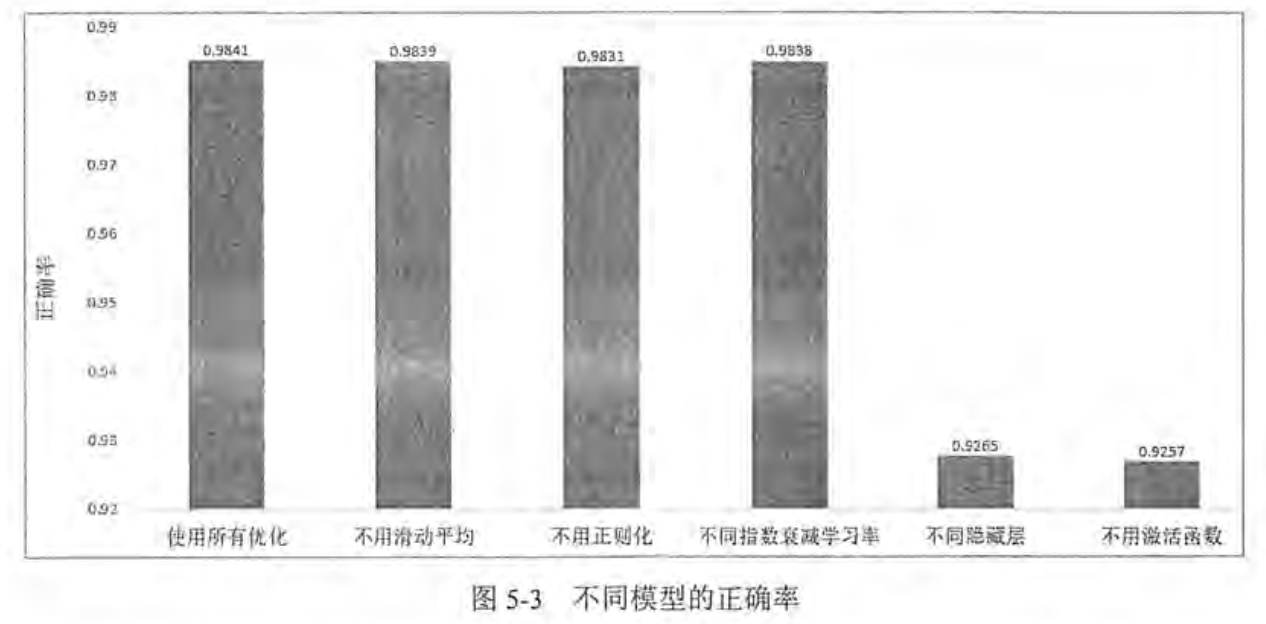 0.99
0.98
0.97
0.96
0.95
0.94
0.93
0.92
正确率
0.9841
0.9839
0.9831
0.9838
0.9265
0.9257
使用所有优化
不用滑动平均
不用正则化
不同指数衰减学习率
不同隐藏层
不用激活函数
图 5-3 不同模型的正确率